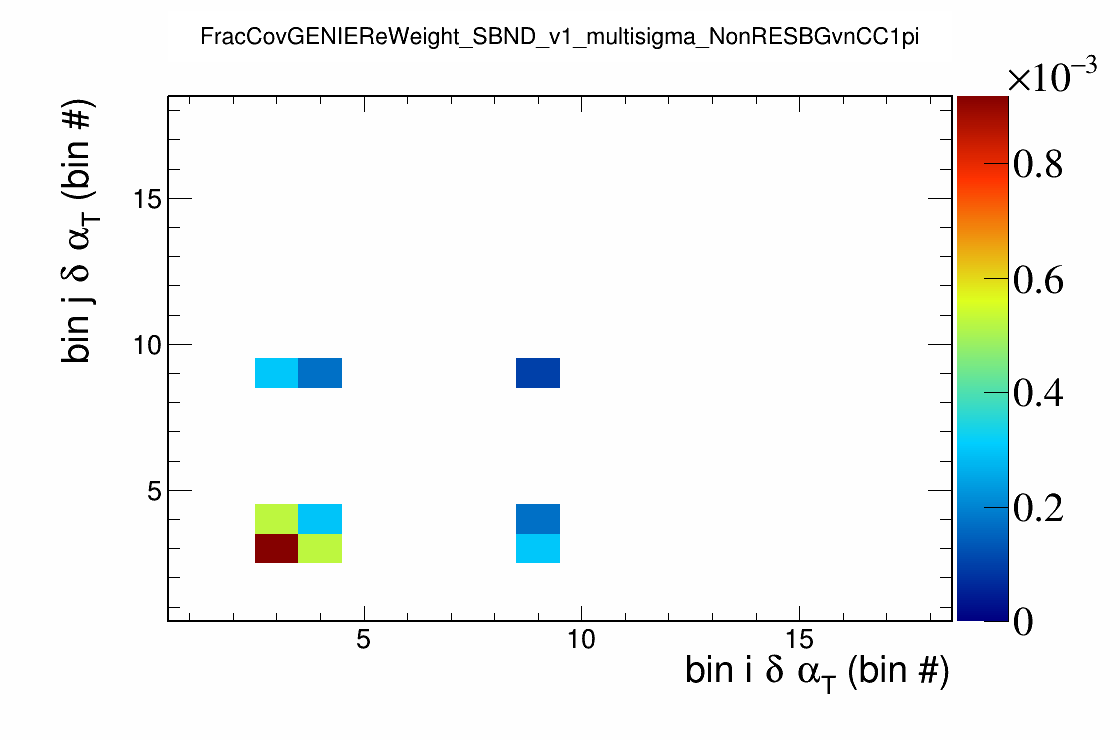 FracCovGENIEReWeight_SBND_v1_multisigma_NonRESBGvnCC1pi
×10⁻³
bin j δ α_T (bin #)
15
10
5
0.8
0.6
0.4
0.2
0
5 10 15
bin i δ α_T (bin #)